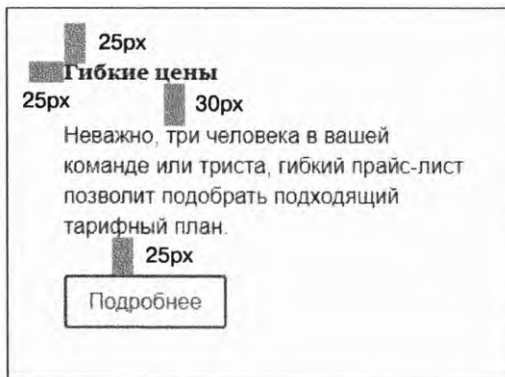 25px
Гибкие цены
25px
30px
Неважно, три человека в вашей
команде или триста, гибкий прайс-лист
позволит подобрать подходящий
тарифный план.
25px
Подробнее